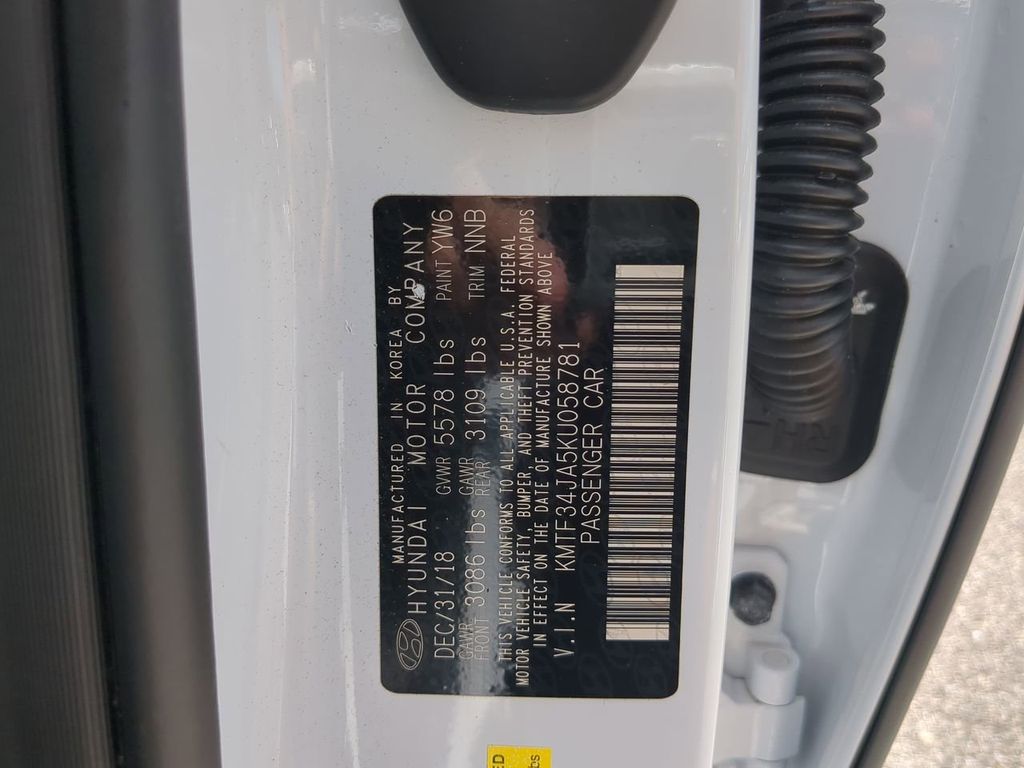 MANUFACTURED IN KOREA BY
HYUNDAI MOTOR COMPANY
DEC/31/18 GVWR 5578 lbs PAINT YW6
GAWR FRONT 3086 lbs GAWR REAR 3109 lbs TRIM NNB
THIS VEHICLE CONFORMS TO ALL APPLICABLE U.S.A. FEDERAL
MOTOR VEHICLE SAFETY, BUMPER, AND THEFT PREVENTION STANDARDS
IN EFFECT ON THE DATE OF MANUFACTURE SHOWN ABOVE
V.I.N KMTF34JA5KU058781
PASSENGER CAR
RH